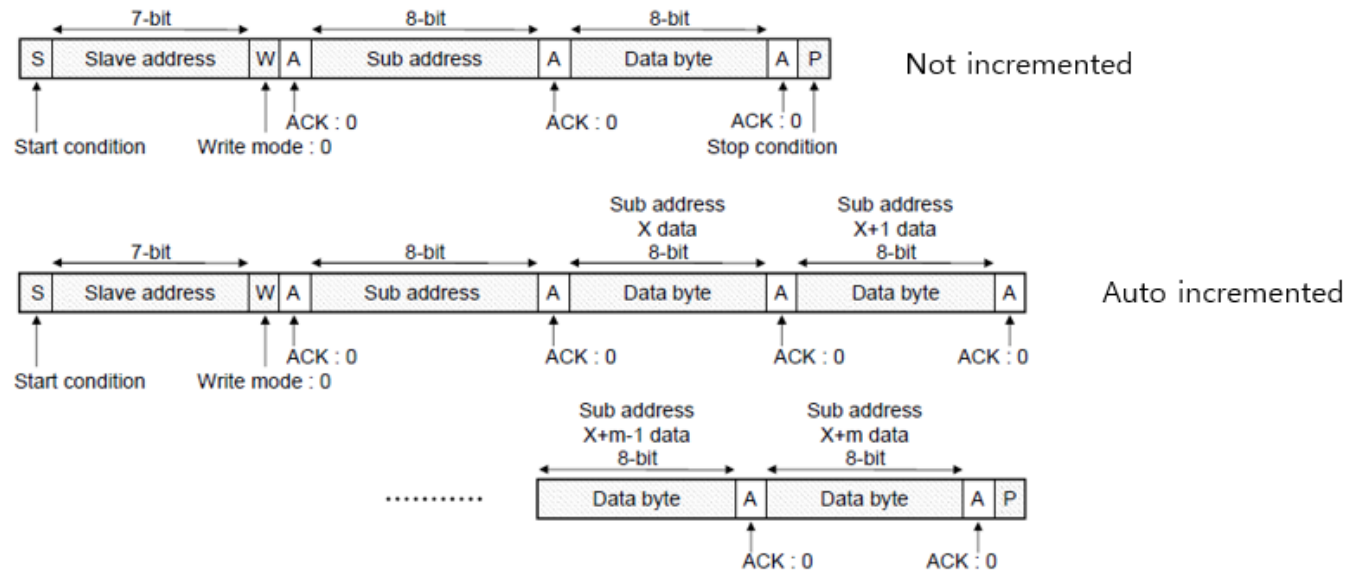 7-bit 8-bit 8-bit
S Slave address W A Sub address A Data byte A P Not incremented
ACK : 0 ACK : 0 ACK : 0
Start condition Write mode : 0 Stop condition
Sub address Sub address
X data X+1 data
7-bit 8-bit 8-bit 8-bit
S Slave address W A Sub address A Data byte A Data byte A Auto incremented
ACK : 0 ACK : 0 ACK : 0 ACK : 0
Start condition Write mode : 0
Sub address Sub address
X+m-1 data X+m data
8-bit 8-bit
........... Data byte A Data byte A P
ACK : 0 ACK : 0